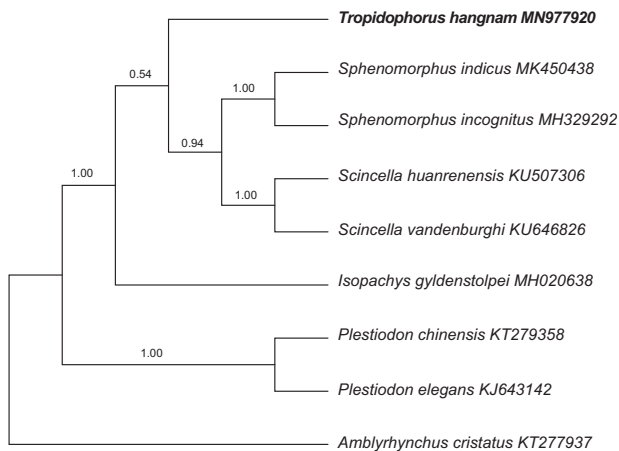 Tropidophorus hangnam MN977920
0.54
Sphenomorphus indicus MK450438
1.00
Sphenomorphus incognitus MH329292
0.94
1.00
Scincella huanrenensis KU507306
1.00
Scincella vandenburghi KU646826
Isopachys gyldenstolpei MH020638
Plestiodon chinensis KT279358
1.00
Plestiodon elegans KJ643142
Amblyrhynchus cristatus KT277937